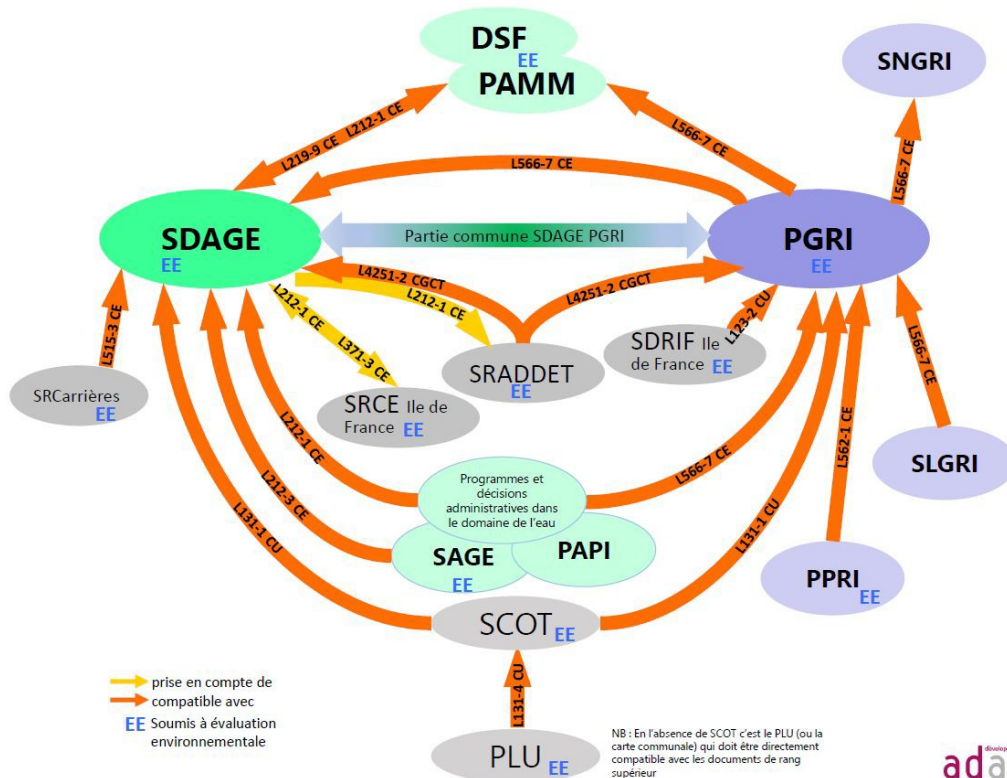 DSF
EE
PAMM
SNGRI
L219-9 CE L212-1 CE
L566-7 CE
L566-7 CE
L566-7 CE
SDAGE
EE
Partie commune SDAGE PGRI
PGRI
EE
L4251-2 CGCT
L212-1 CE
L4251-2 CGCT
L212-1 CE
L371-3 CE
L515-3 CE
L123-2 CU
SDRIF Ile
de France EE
SRADDET
EE
L566-7 CE
SRCarrières
EE
SRCE Ile de
France EE
L212-1 CE
L566-7 CE
L562-1 CE
SLGRI
Programmes et
décisions
administratives dans
le domaine de l'eau
L212-3 CE
L131-1 CU
L131-1 CU
SAGE
EE
PAPI
PPRI
EE
SCOT EE
prise en compte de
compatible avec
EE Soumis à évaluation
environnementale
L131-4 CU
PLU EE
NB : En l'absence de SCOT c'est le PLU (ou la
carte communale) qui doit être directement
compatible avec les documents de rang
supérieur
dévelop
ada